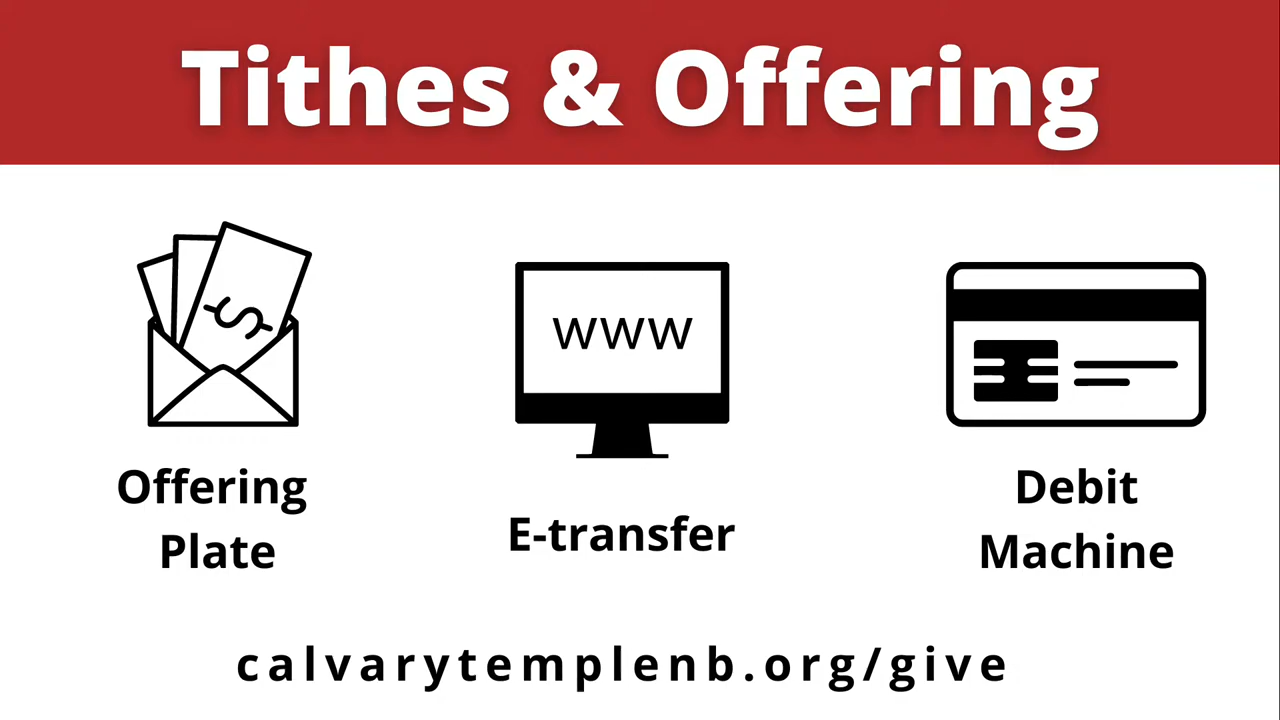 Tithes & Offering
$
www
Offering
Plate
E-transfer
Debit
Machine
calvarytemplenb.org/give